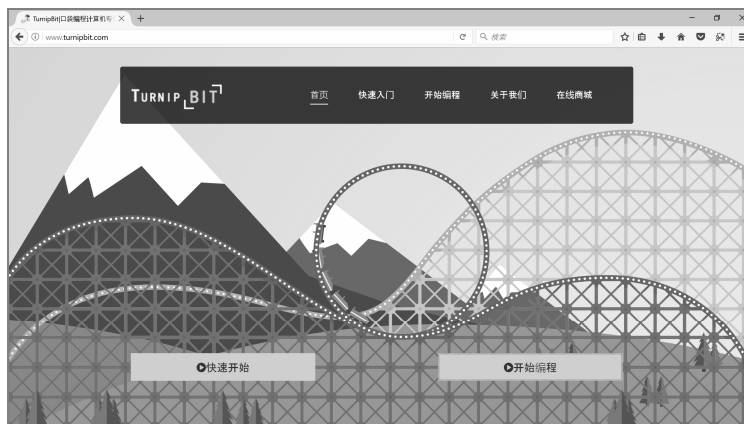 TurnipBit|口袋编程计算机专
www.turnipbit.com
搜索
TURNIP BIT
首页 快速入门 开始编程 关于我们 在线商城
快速开始
开始编程